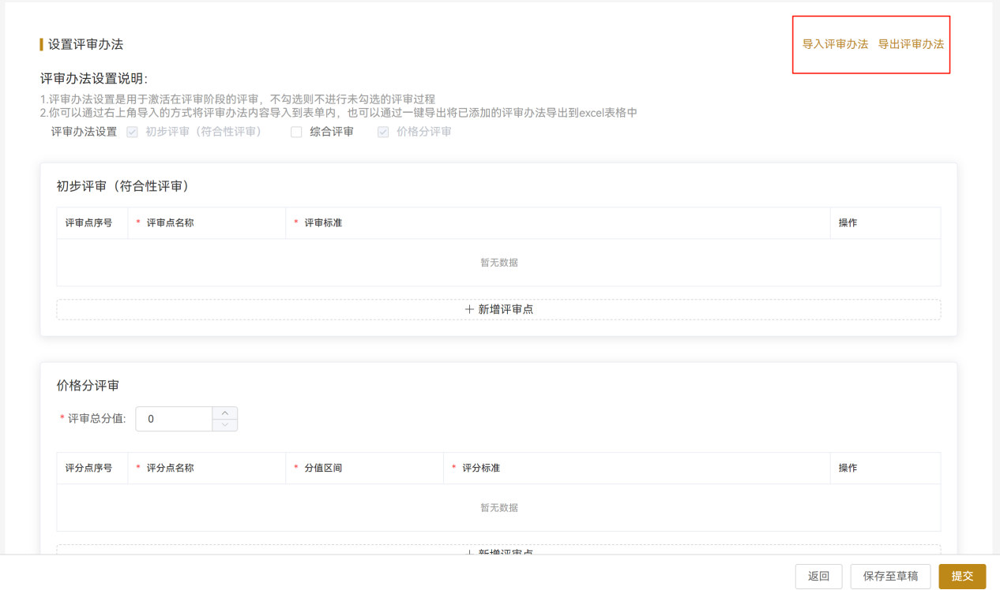 设置评审办法
导入评审办法 导出评审办法
评审办法设置说明:
1.评审办法设置是用于激活在评审阶段的评审，不勾选则不进行未勾选的评审过程
2.你可以通过右上角导入的方式将评审办法内容导入到表单内，也可以通过一键导出将已添加的评审办法导出到excel表格中
评审办法设置 初步评审（符合性评审） 综合评审 价格分评审
初步评审（符合性评审）
评审点序号 * 评审点名称 * 评审标准 操作
暂无数据
+ 新增评审点
价格分评审
* 评审总分值: 0
评分点序号 * 评分点名称 * 分值区间 * 评分标准 操作
暂无数据
+ 新增评审点
返回 保存至草稿 提交